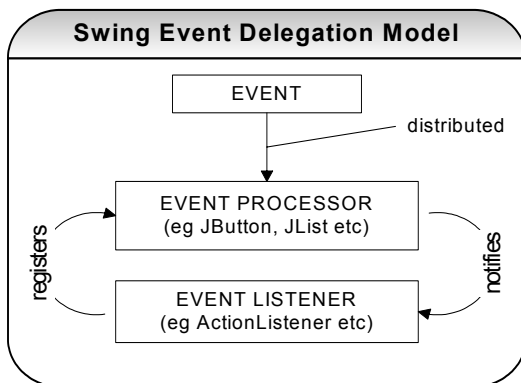 Swing Event Delegation Model
EVENT
distributed
EVENT PROCESSOR
(eg JButton, JList etc)
registers
notifies
EVENT LISTENER
(eg ActionListener etc)